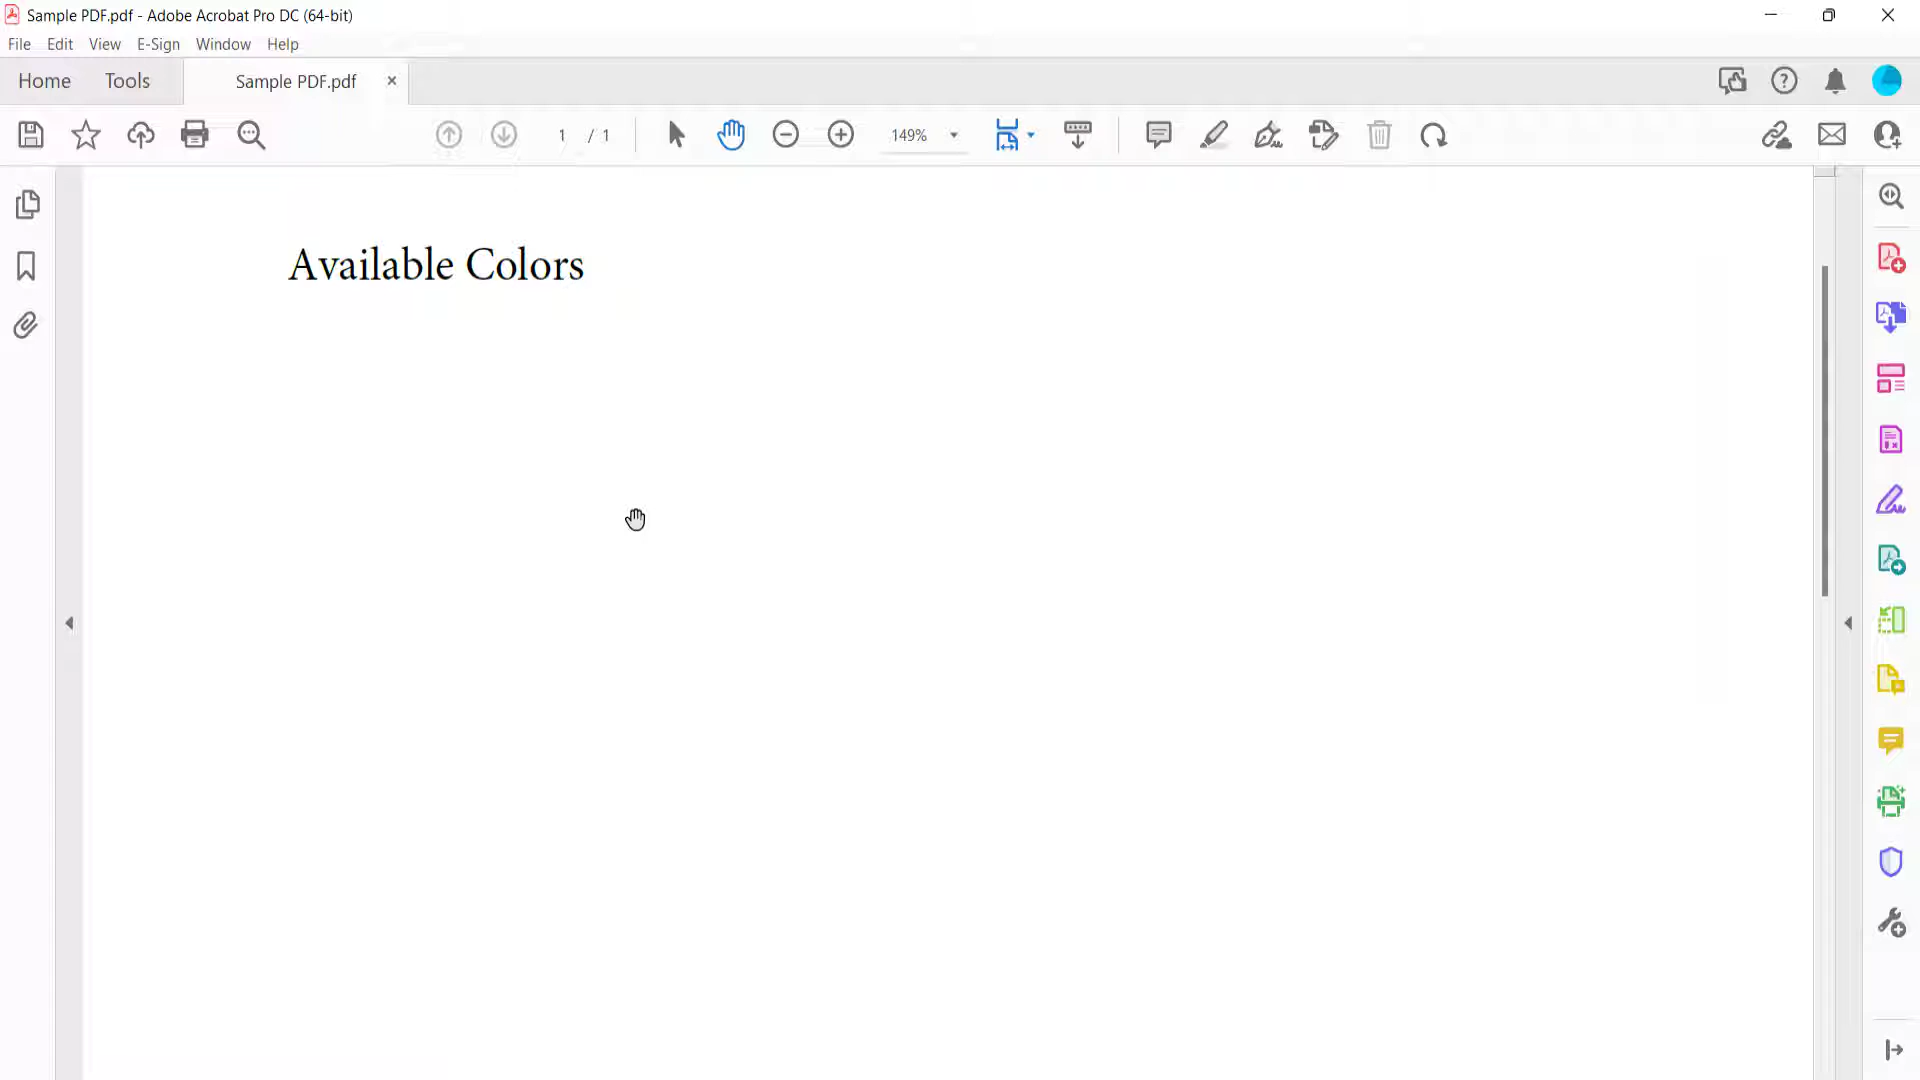 Sample PDF.pdf - Adobe Acrobat Pro DC (64-bit)
File Edit View E-Sign Window Help
Home Tools Sample PDF.pdf ×
1 / 1 149%
Available Colors